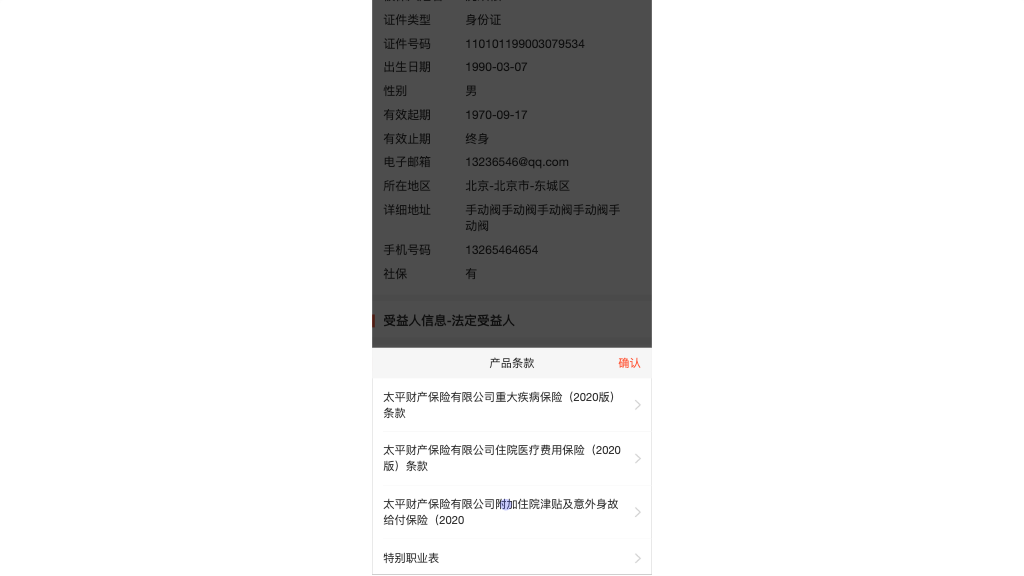 证件类型 身份证
证件号码 110101199003079534
出生日期 1990-03-07
性别 男
有效起期 1970-09-17
有效止期 终身
电子邮箱 13236546@qq.com
所在地区 北京-北京市-东城区
详细地址 手动阀手动阀手动阀手动阀手
动阀
手机号码 13265464654
社保 有
受益人信息-法定受益人
产品条款 确认
太平财产保险有限公司重大疾病保险（2020版）
条款
太平财产保险有限公司住院医疗费用保险（2020
版）条款
太平财产保险有限公司附加住院津贴及意外身故
给付保险（2020
特别职业表